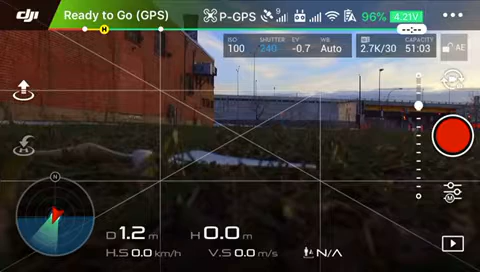 dji Ready to Go (GPS) P-GPS 96% 4.21V
H --:--
9
ISO SHUTTER EV WB CAPACITY
100 240 -0.7 Auto 2.7K/30 51:03 AE
M
N
D 1.2 m H 0.0 m
H.S 0.0 km/h V.S 0.0 m/s N/A